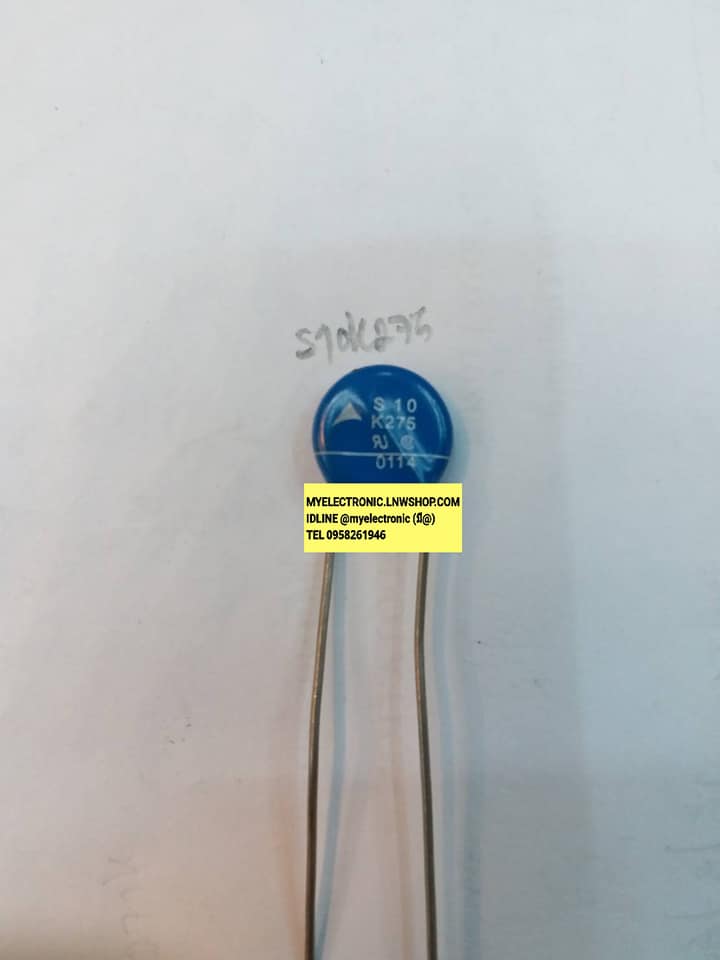 S10K275
S 10
K275
0114
MYELECTRONIC.LNWSHOP.COM
IDLINE @myelectronic (มี@)
TEL 0958261946